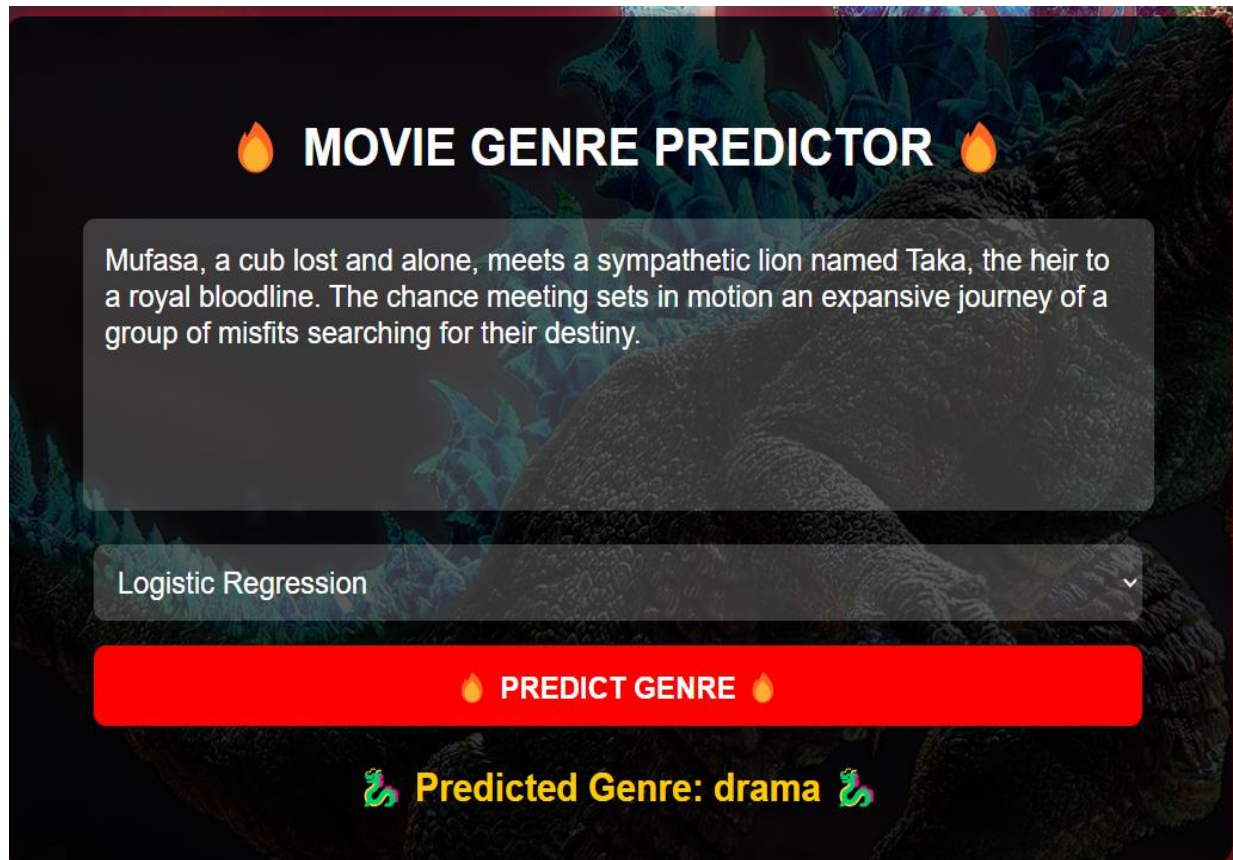 🔥 MOVIE GENRE PREDICTOR 🔥
Mufasa, a cub lost and alone, meets a sympathetic lion named Taka, the heir to
a royal bloodline. The chance meeting sets in motion an expansive journey of a
group of misfits searching for their destiny.
Logistic Regression
🔥 PREDICT GENRE 🔥
🐉 Predicted Genre: drama 🐉